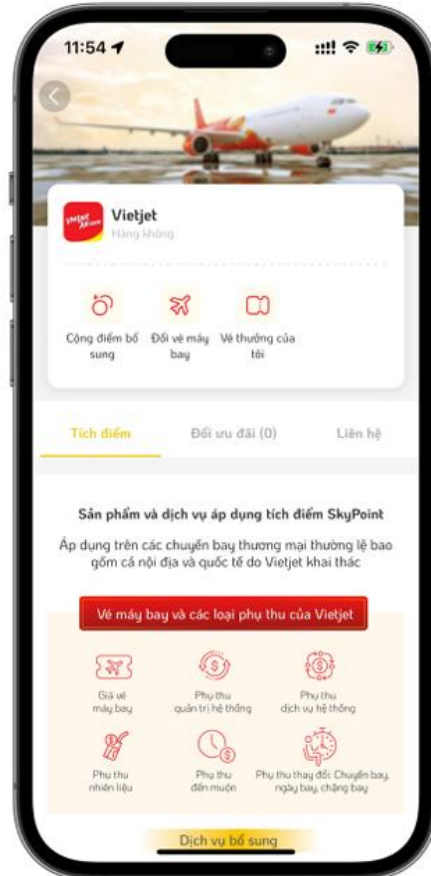 11:54
vietjet Air.com
Vietjet
Hàng không
Cộng điểm bổ
sung
Đổi vé máy
bay
Vé thưởng của
tôi
Tích điểm
Đổi ưu đãi (0)
Liên hệ
Sản phẩm và dịch vụ áp dụng tích điểm SkyPoint
Áp dụng trên các chuyến bay thương mại thường lệ bao
gồm cả nội địa và quốc tế do Vietjet khai thác
Vé máy bay và các loại phụ thu của Vietjet
Giá vé
máy bay
Phụ thu
quản trị hệ thống
Phụ thu
dịch vụ hệ thống
Phụ thu
nhiên liệu
Phụ thu
đến muộn
Phụ thu thay đổi: Chuyến bay,
ngày bay, chặng bay
Dịch vụ bổ sung